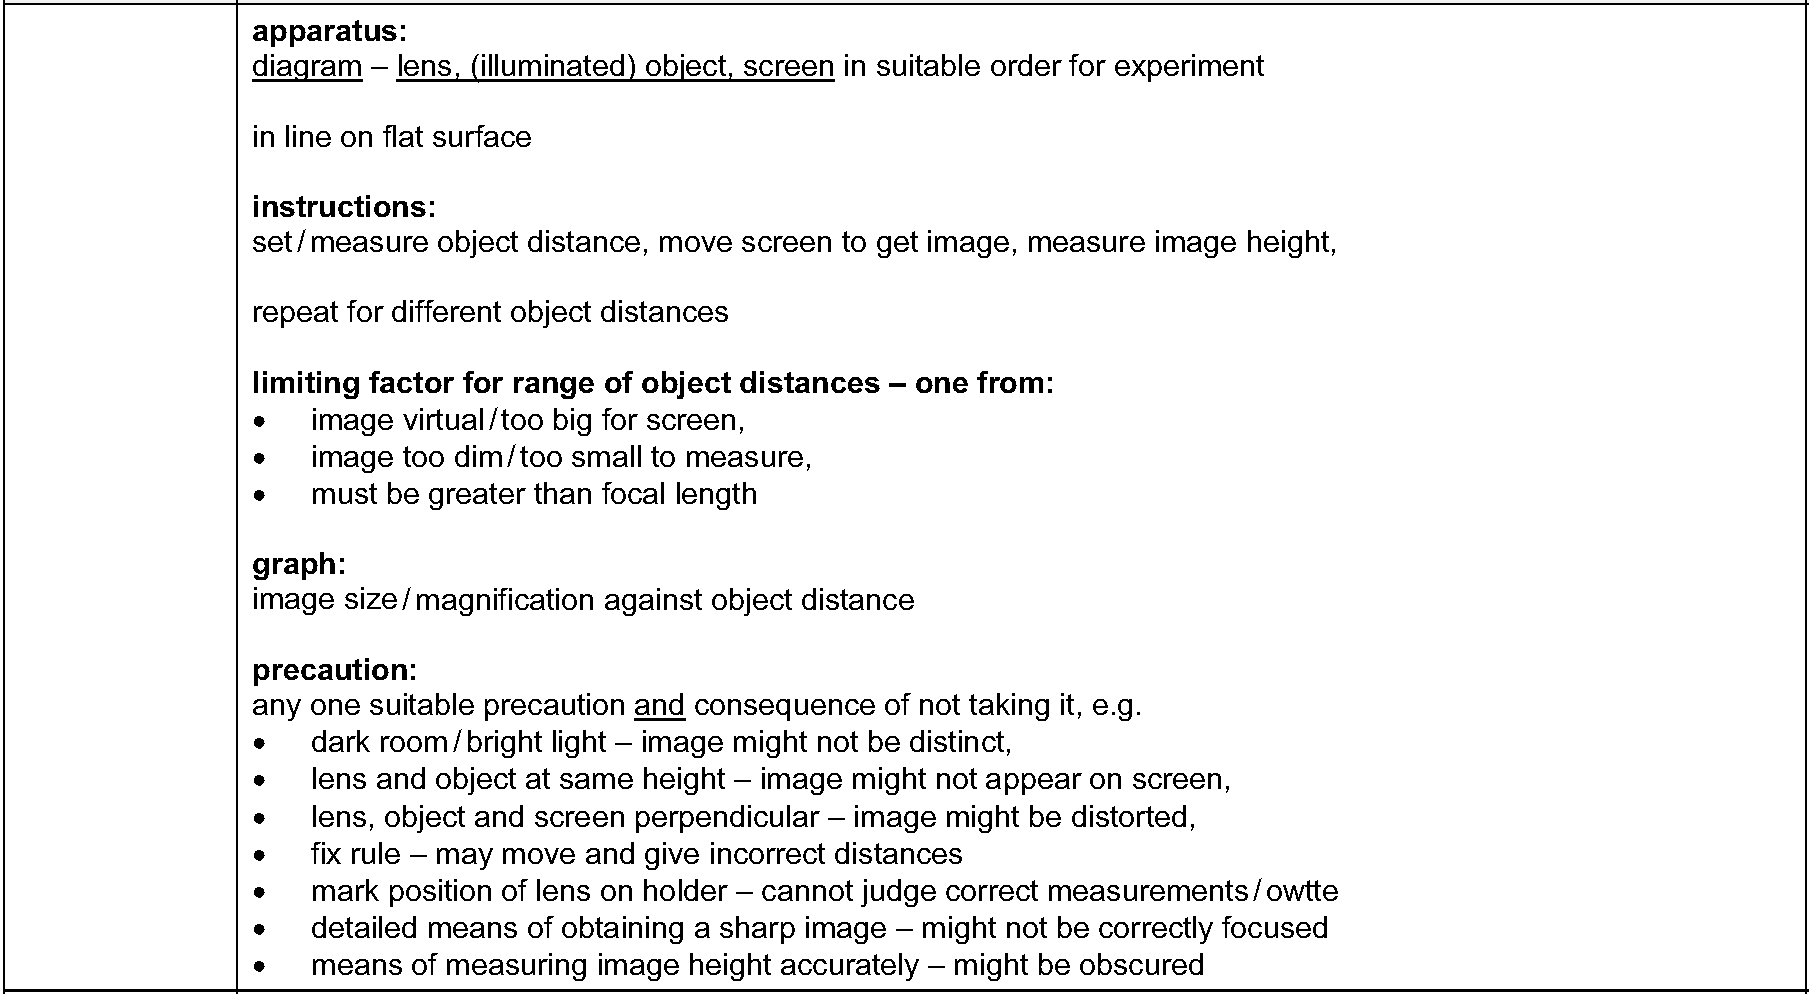 apparatus:
diagram – lens, (illuminated) object, screen in suitable order for experiment
in line on flat surface
instructions:
set / measure object distance, move screen to get image, measure image height,
repeat for different object distances
limiting factor for range of object distances – one from:
• image virtual / too big for screen,
• image too dim / too small to measure,
• must be greater than focal length
graph:
image size / magnification against object distance
precaution:
any one suitable precaution and consequence of not taking it, e.g.
• dark room / bright light – image might not be distinct,
• lens and object at same height – image might not appear on screen,
• lens, object and screen perpendicular – image might be distorted,
• fix rule – may move and give incorrect distances
• mark position of lens on holder – cannot judge correct measurements / owtte
• detailed means of obtaining a sharp image – might not be correctly focused
• means of measuring image height accurately – might be obscured